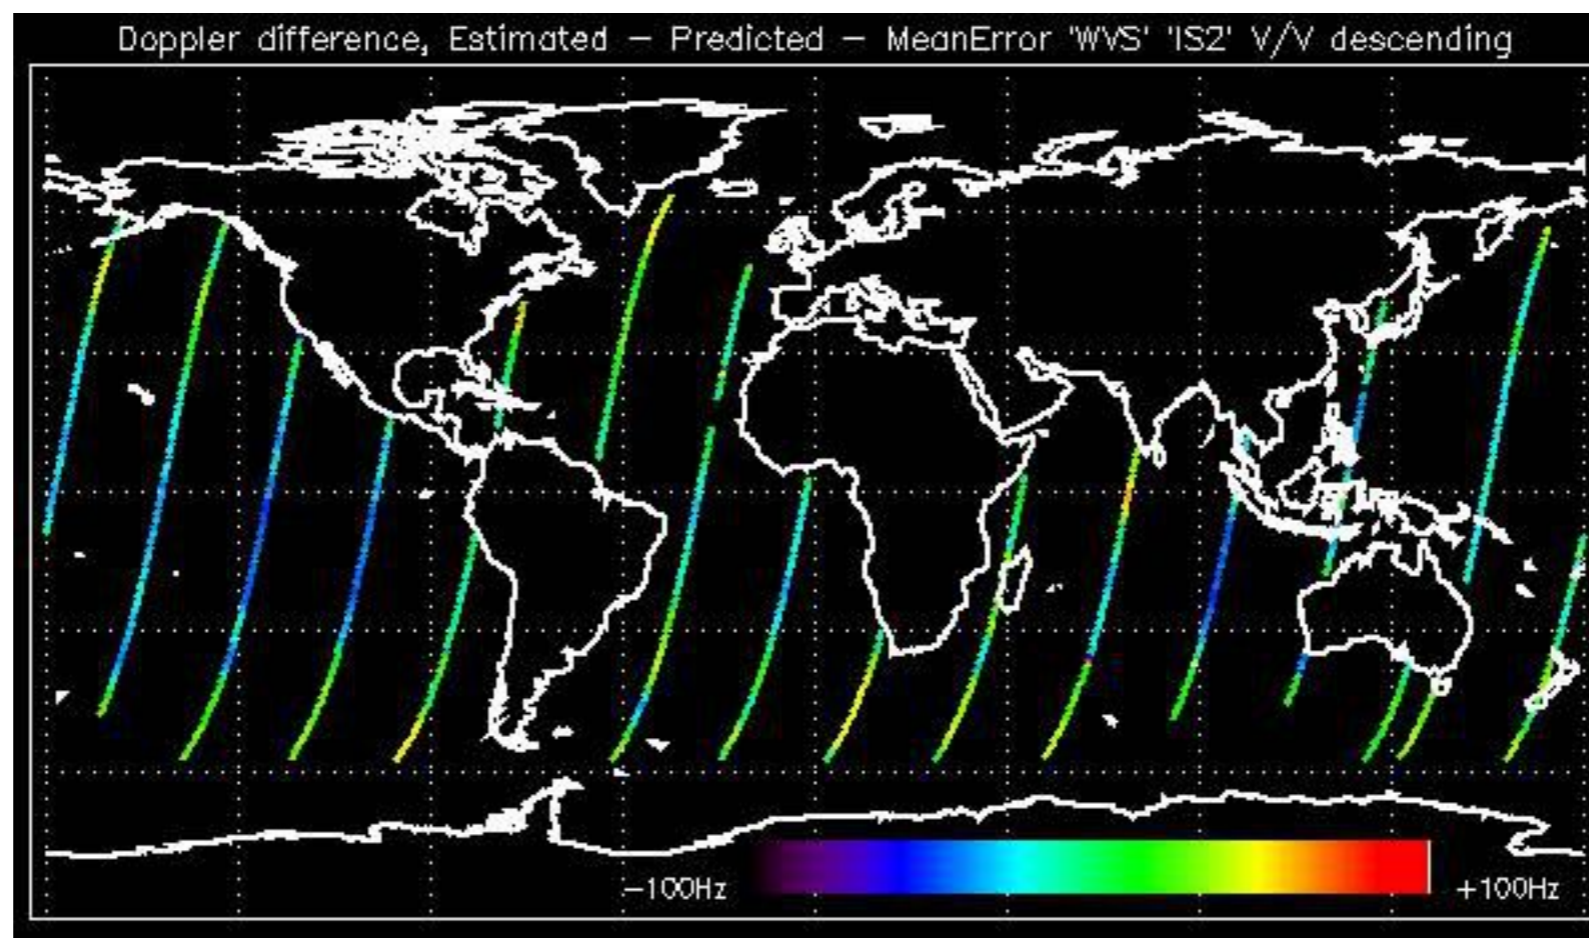 Doppler difference, Estimated – Predicted – MeanError 'WVS' 'IS2' V/V descending
–100Hz
+100Hz